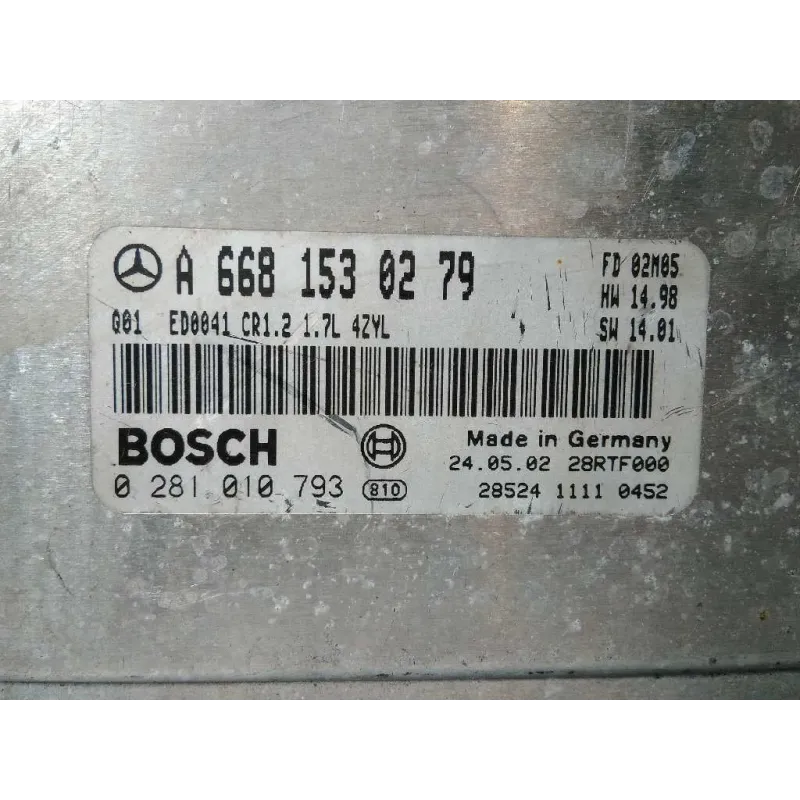 A 668 153 02 79 FD 02M05
HW 14.98
Q01 ED0041 CR1.2 1.7L 4ZYL SW 14.01
BOSCH Made in Germany
24.05.02 28RTF000
0 281 010 793 810 28524 1111 0452